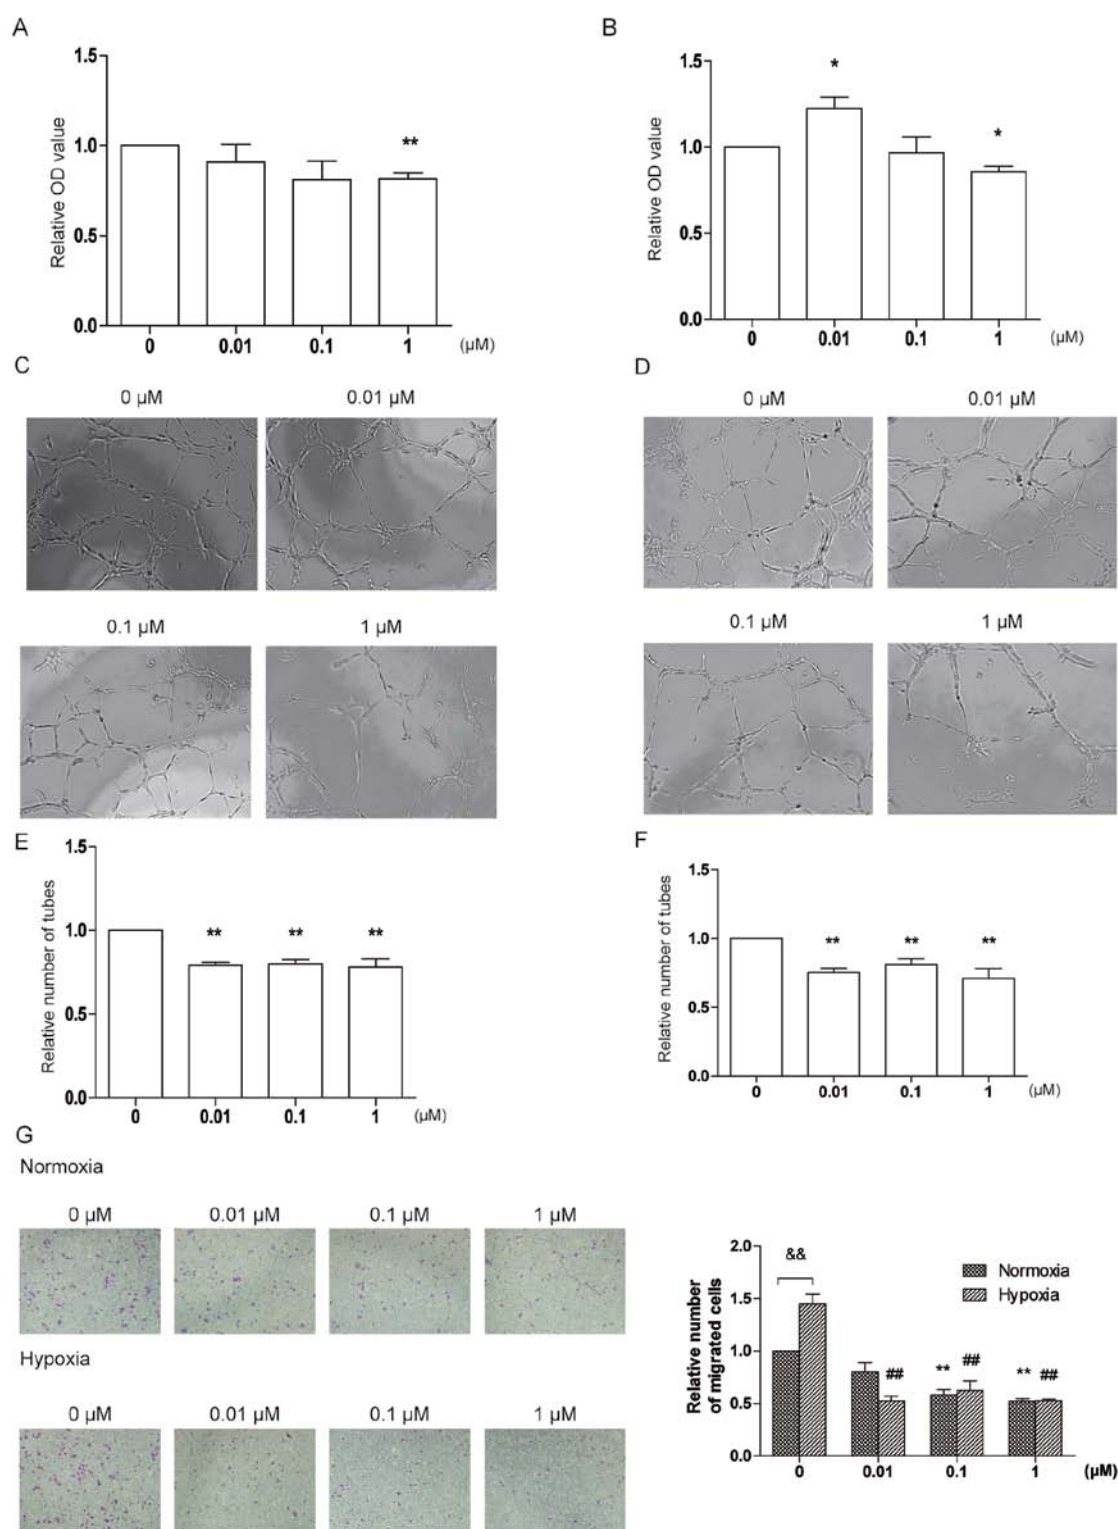 A
1.5
1.0
0.5
0.0
Relative OD value
**
0 0.01 0.1 1 (µM)
B
1.5
1.0
0.5
0.0
Relative OD value
*
*
0 0.01 0.1 1 (µM)
C
0 µM 0.01 µM
0.1 µM 1 µM
D
0 µM 0.01 µM
0.1 µM 1 µM
E
1.5
1.0
0.5
0.0
Relative number of tubes
** ** **
0 0.01 0.1 1 (µM)
F
1.5
1.0
0.5
0.0
Relative number of tubes
** ** **
0 0.01 0.1 1 (µM)
G
Normoxia
0 µM 0.01 µM 0.1 µM 1 µM
Hypoxia
0 µM 0.01 µM 0.1 µM 1 µM
2.0
1.5
1.0
0.5
0.0
Relative number
of migrated cells
&&
Normoxia
Hypoxia
## ** ## ** ##
0 0.01 0.1 1 (µM)